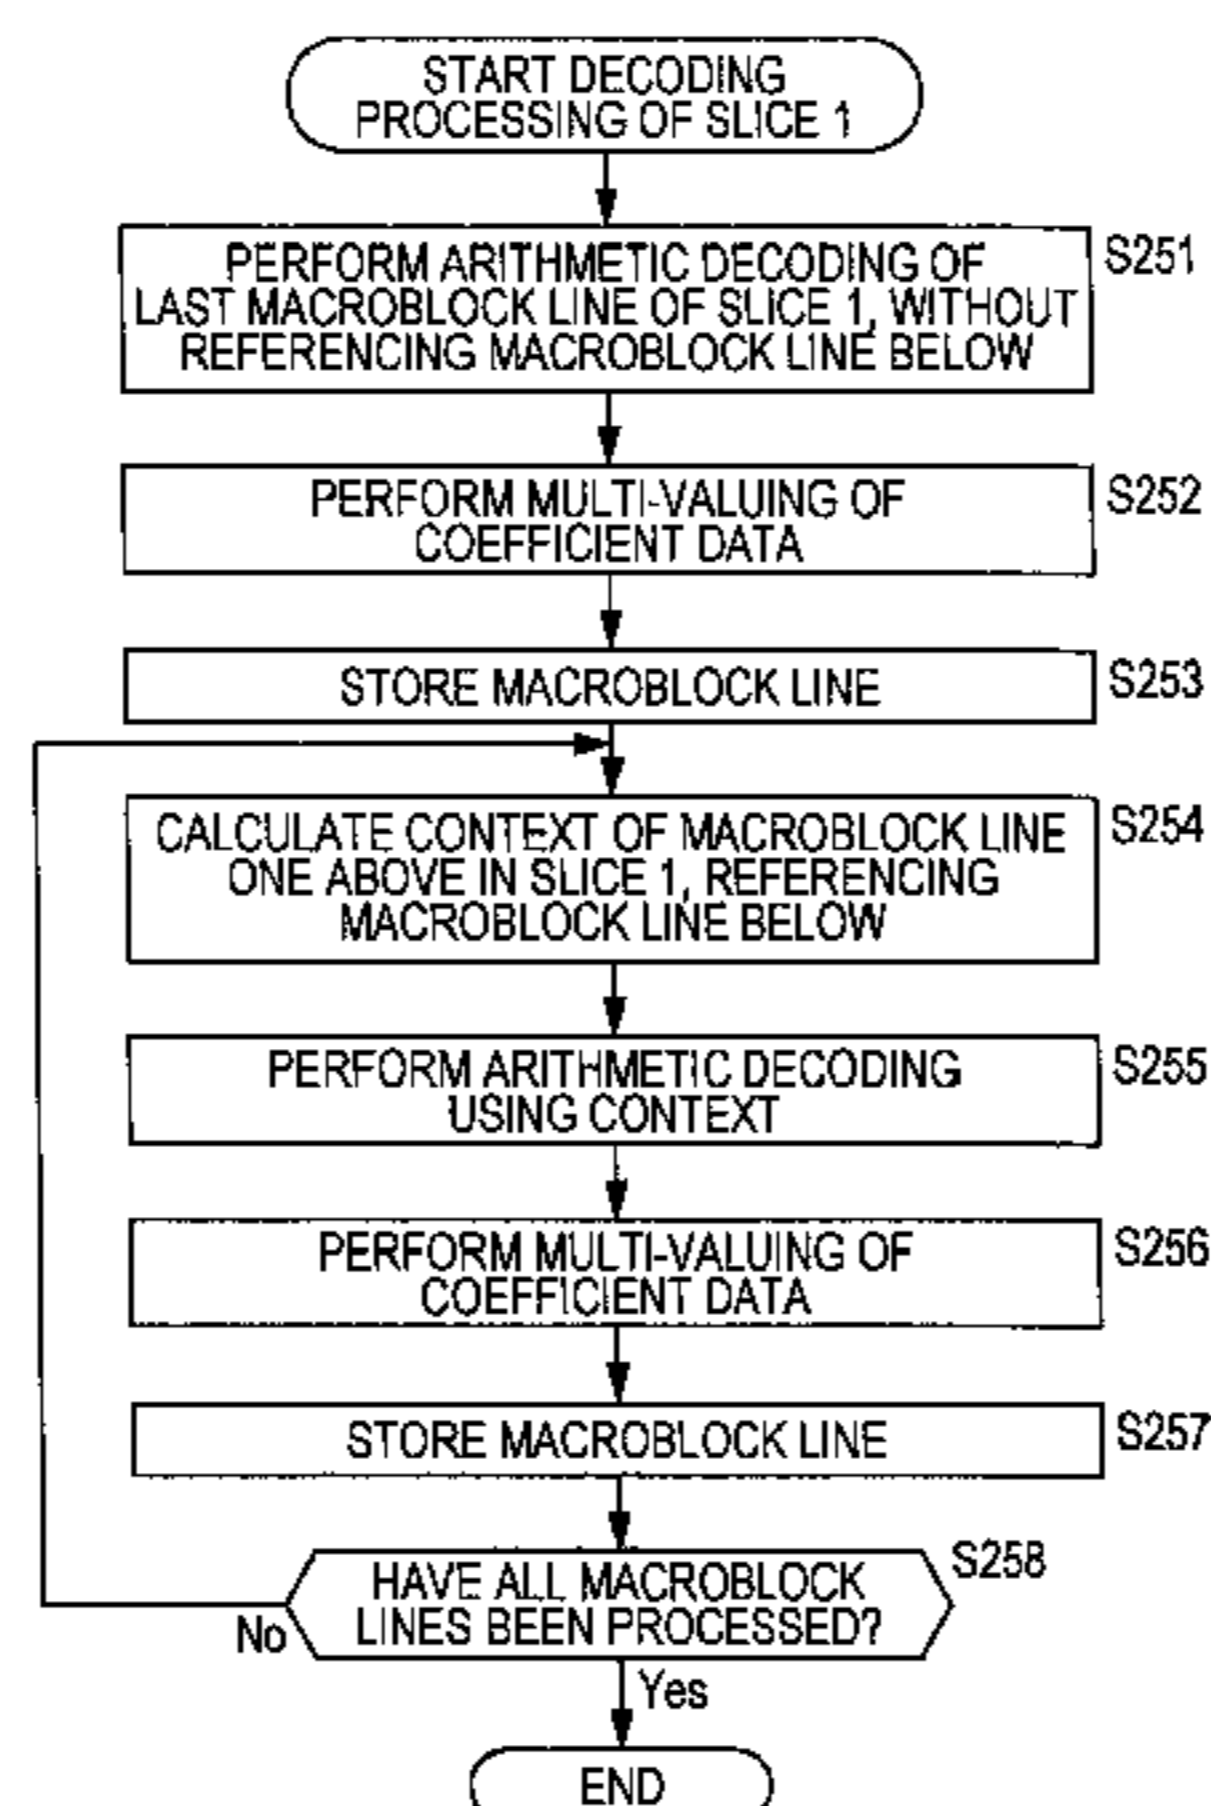 START DECODING
PROCESSING OF SLICE 1
PERFORM ARITHMETIC DECODING OF
LAST MACROBLOCK LINE OF SLICE 1, WITHOUT
REFERENCING MACROBLOCK LINE BELOW
S251
PERFORM MULTI-VALUING OF
COEFFICIENT DATA
S252
STORE MACROBLOCK LINE
S253
CALCULATE CONTEXT OF MACROBLOCK LINE
ONE ABOVE IN SLICE 1, REFERENCING
MACROBLOCK LINE BELOW
S254
PERFORM ARITHMETIC DECODING
USING CONTEXT
S255
PERFORM MULTI-VALUING OF
COEFFICIENT DATA
S256
STORE MACROBLOCK LINE
S257
HAVE ALL MACROBLOCK
LINES BEEN PROCESSED?
S258
No
Yes
END